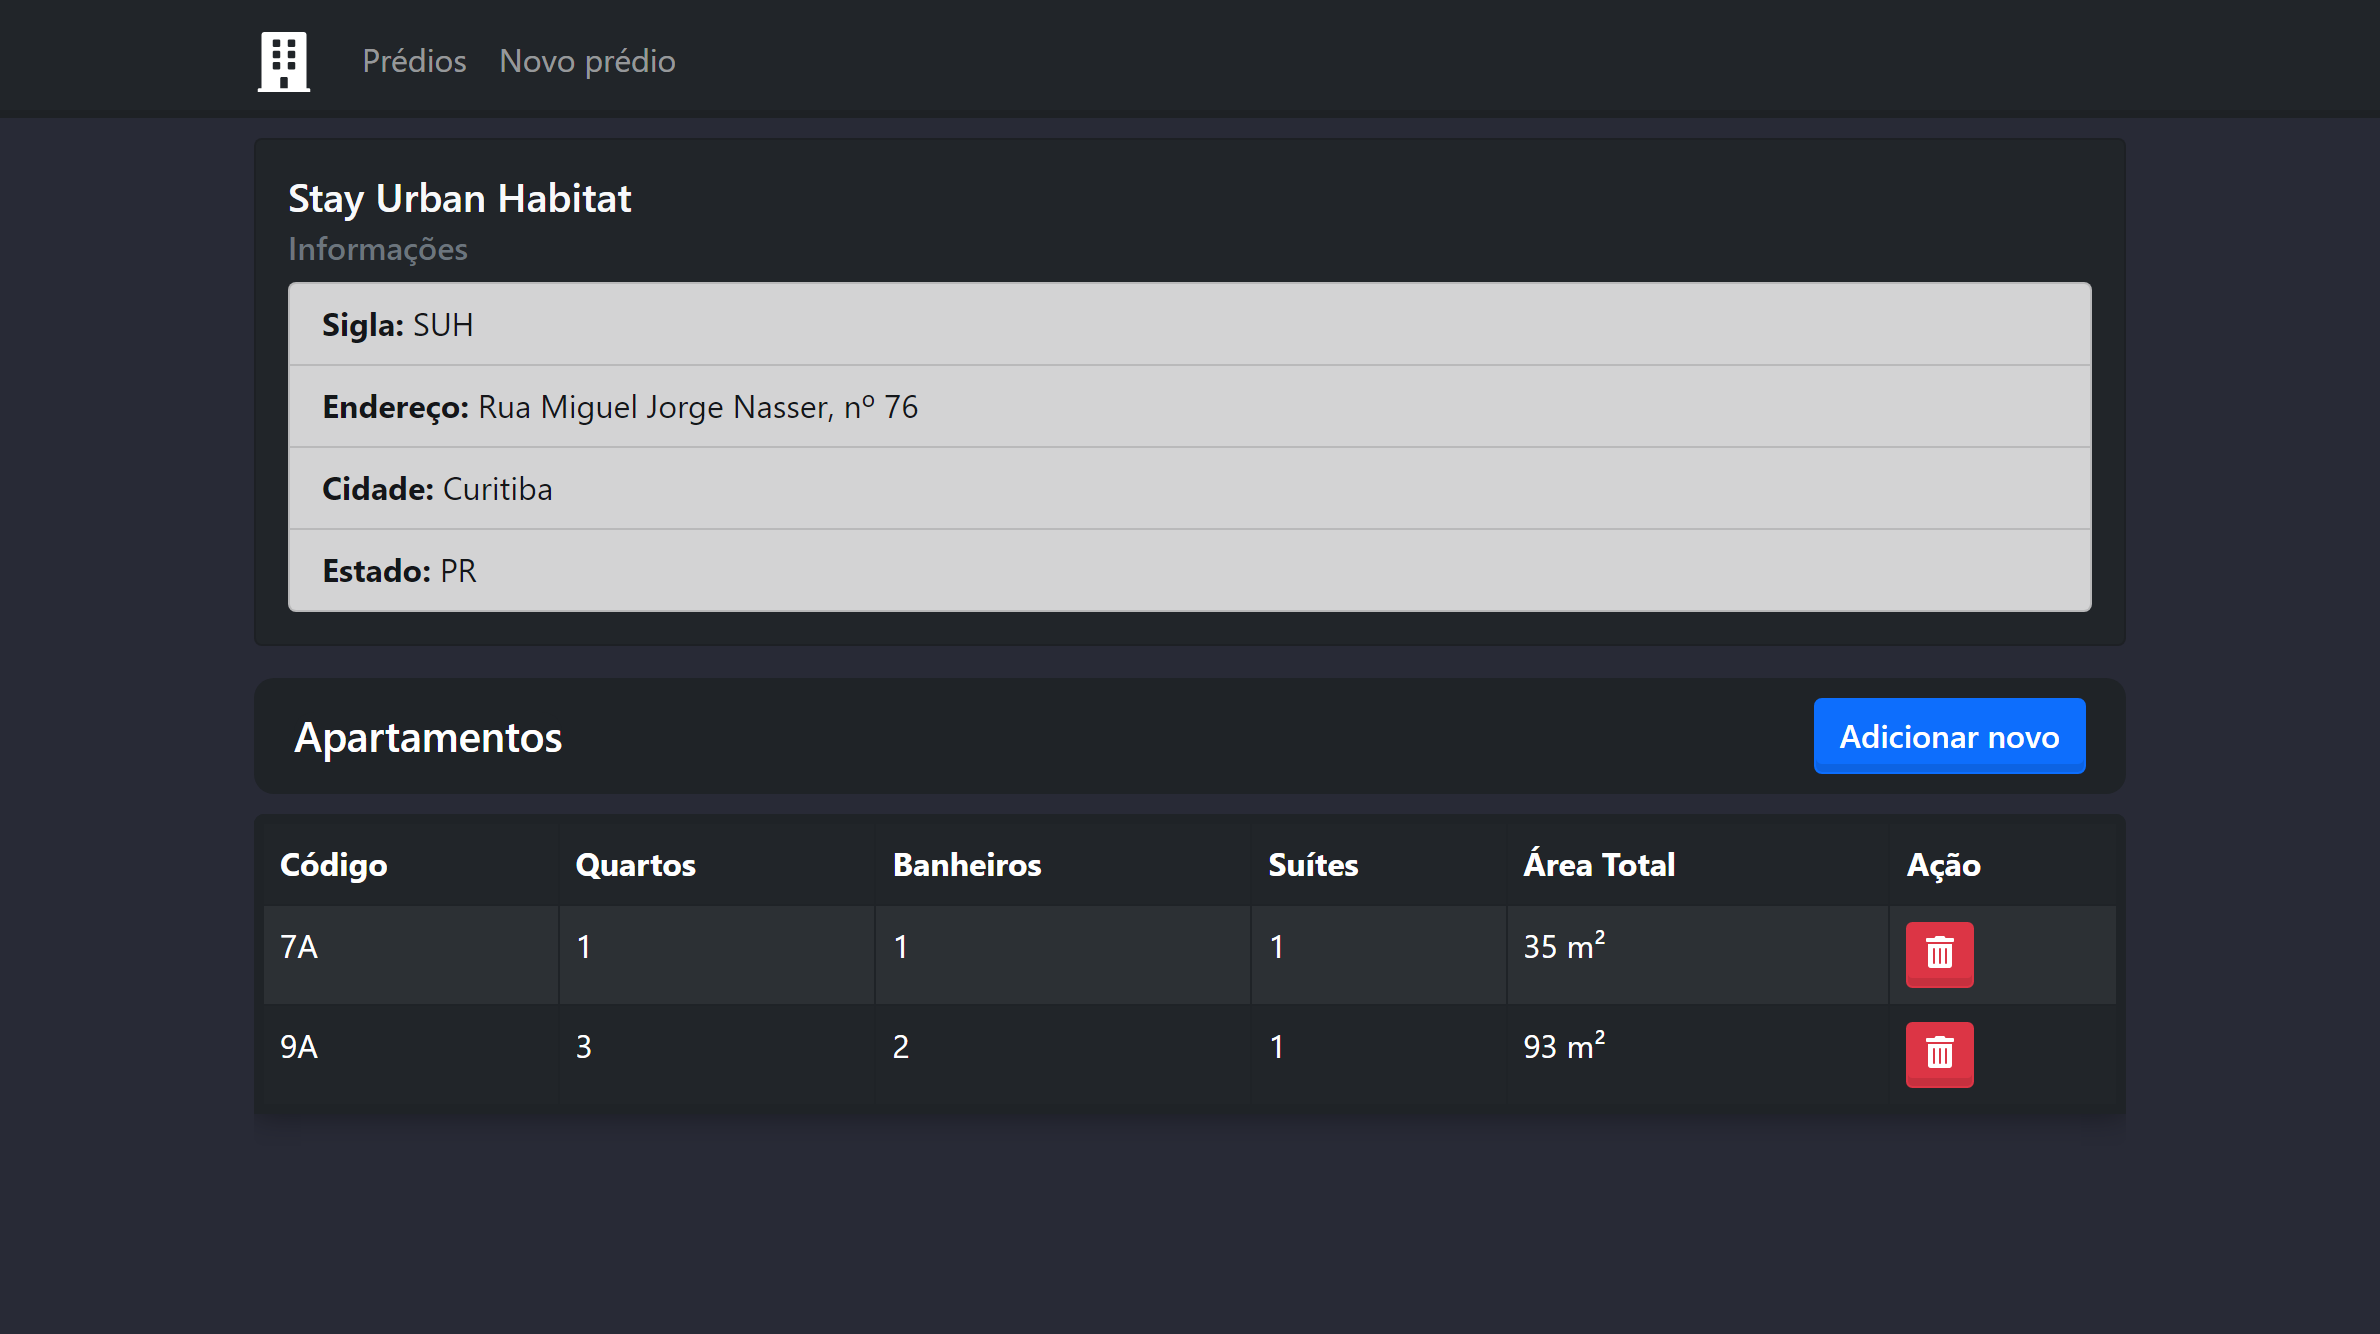 Prédios Novo prédio
Stay Urban Habitat
Informações
Sigla: SUH
Endereço: Rua Miguel Jorge Nasser, nº 76
Cidade: Curitiba
Estado: PR
Apartamentos Adicionar novo
Código Quartos Banheiros Suítes Área Total Ação
7A 1 1 1 35 m²
9A 3 2 1 93 m²